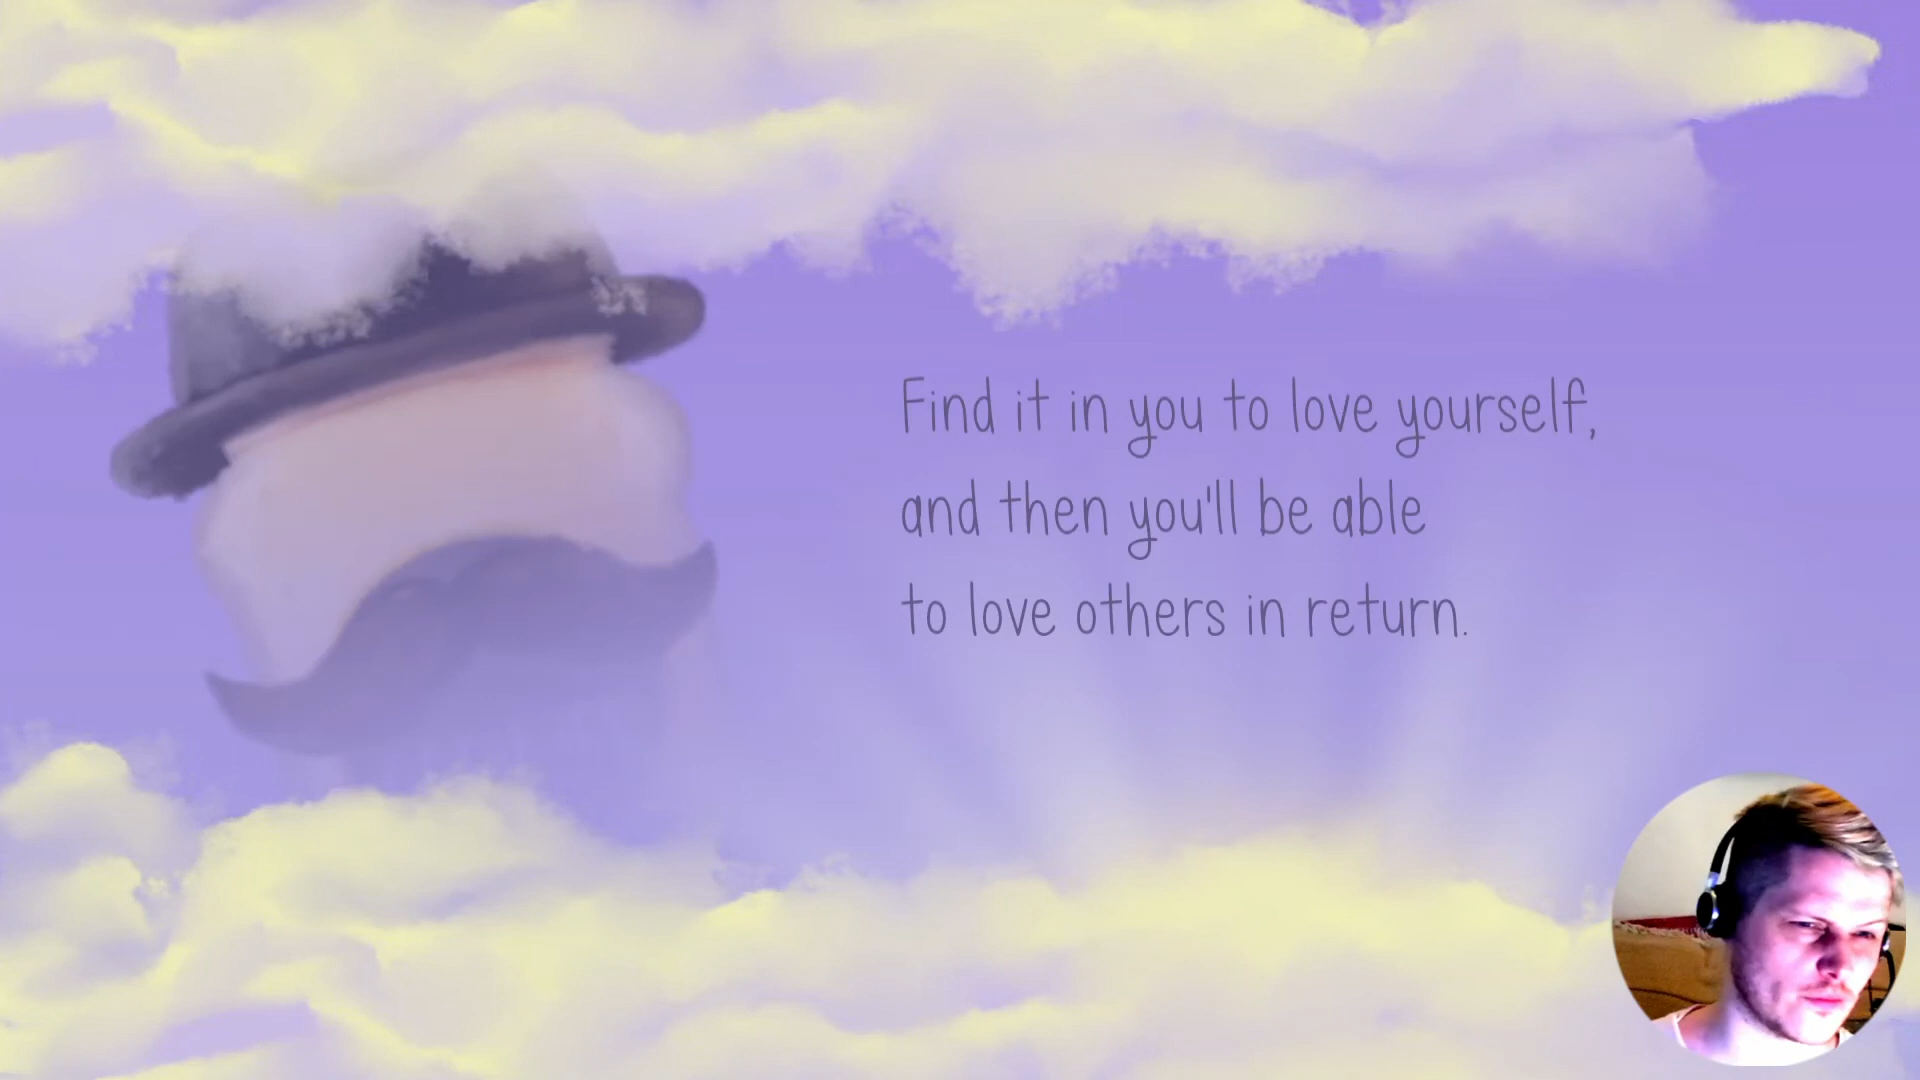 Find it in you to love yourself,
and then you'll be able
to love others in return.